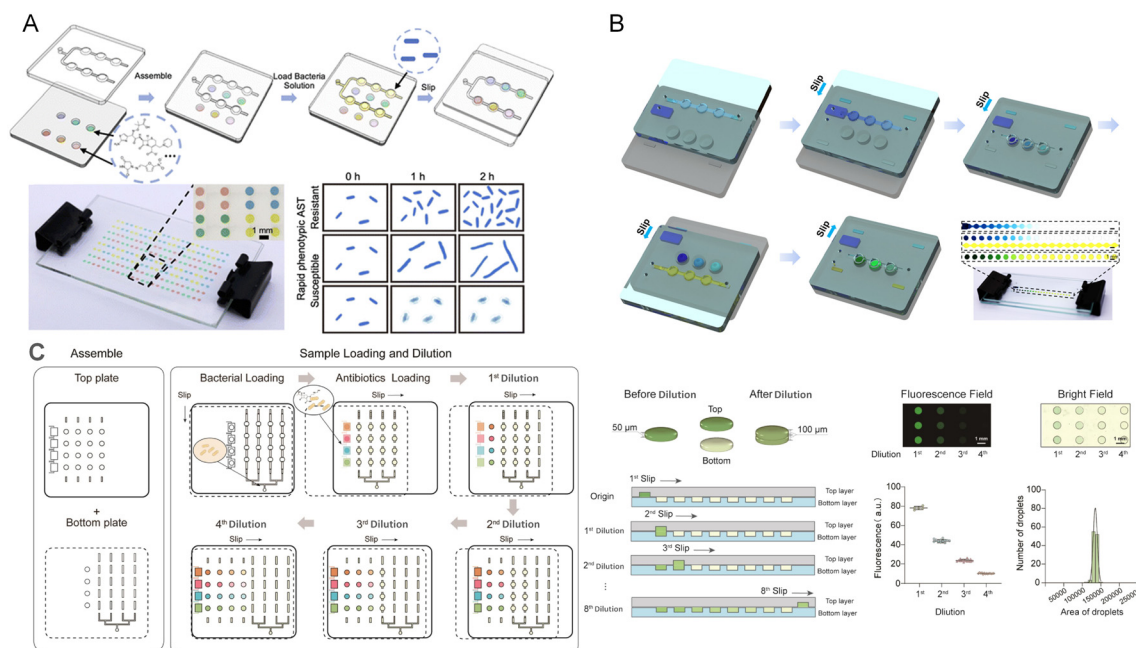 A
Assemble
Load Bacteria
Solution
Slip
...
1 mm
0 h
1 h
2 h
Rapid phenotypic AST
Susceptible
Resistant
B
Slip
Slip
Slip
Slip
C
Assemble
Top plate
+
Bottom plate
Sample Loading and Dilution
Bacterial Loading
Antibiotics Loading
1st Dilution
Slip
Slip
Slip
4th Dilution
3rd Dilution
2nd Dilution
Slip
Slip
Slip
Before Dilution
After Dilution
50 μm
Top
Bottom
100 μm
Fluorescence Field
Bright Field
1 mm
1 mm
Dilution
1st
2nd
3rd
4th
1st
2nd
3rd
4th
Origin
1st Slip
Top layer
Bottom layer
1st Dilution
2nd Slip
Top layer
Bottom layer
2nd Dilution
3rd Slip
Top layer
Bottom layer
8th Dilution
8th Slip
Top layer
Bottom layer
Fluorescence (a.u.)
100
80
60
40
20
0
1st
2nd
3rd
4th
Dilution
Number of droplets
80
60
40
20
0
50000
100000
150000
200000
Area of droplets